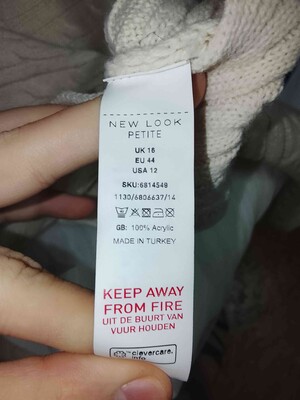 NEW LOOK
PETITE
UK 16
EU 44
USA 12
SKU:6814549
1130/6806637/14
GB: 100% Acrylic
MADE IN TURKEY
KEEP AWAY
FROM FIRE
UIT DE BUURT VAN
VUUR HOUDEN
clevercare.
info